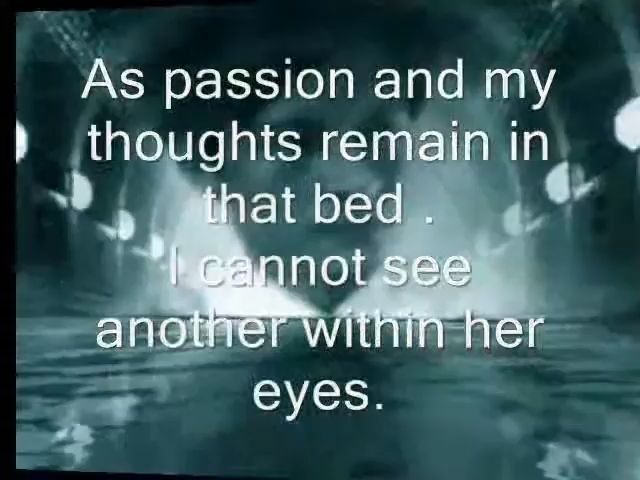 As passion and my
thoughts remain in
that bed .
I cannot see
another within her
eyes.